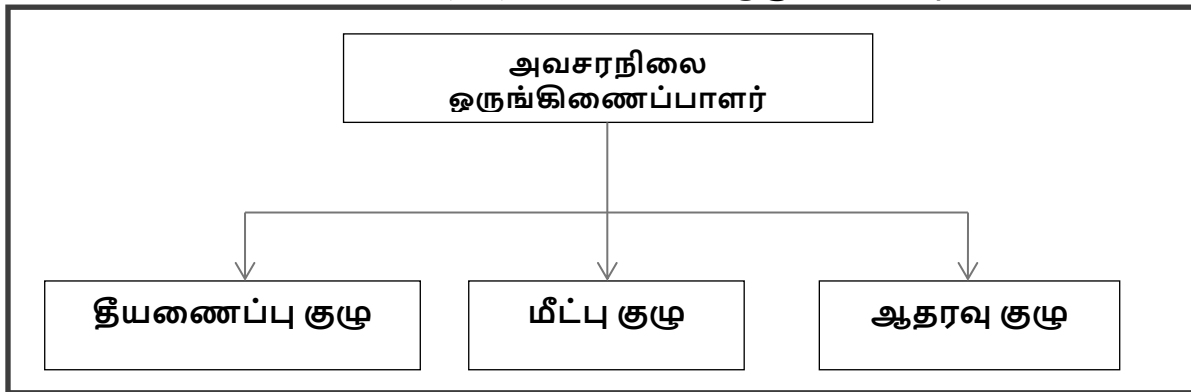 அவசரநிலை
ஒருங்கிணைப்பாளர்
தீயணைப்பு குழு
மீட்பு குழு
ஆதரவு குழு